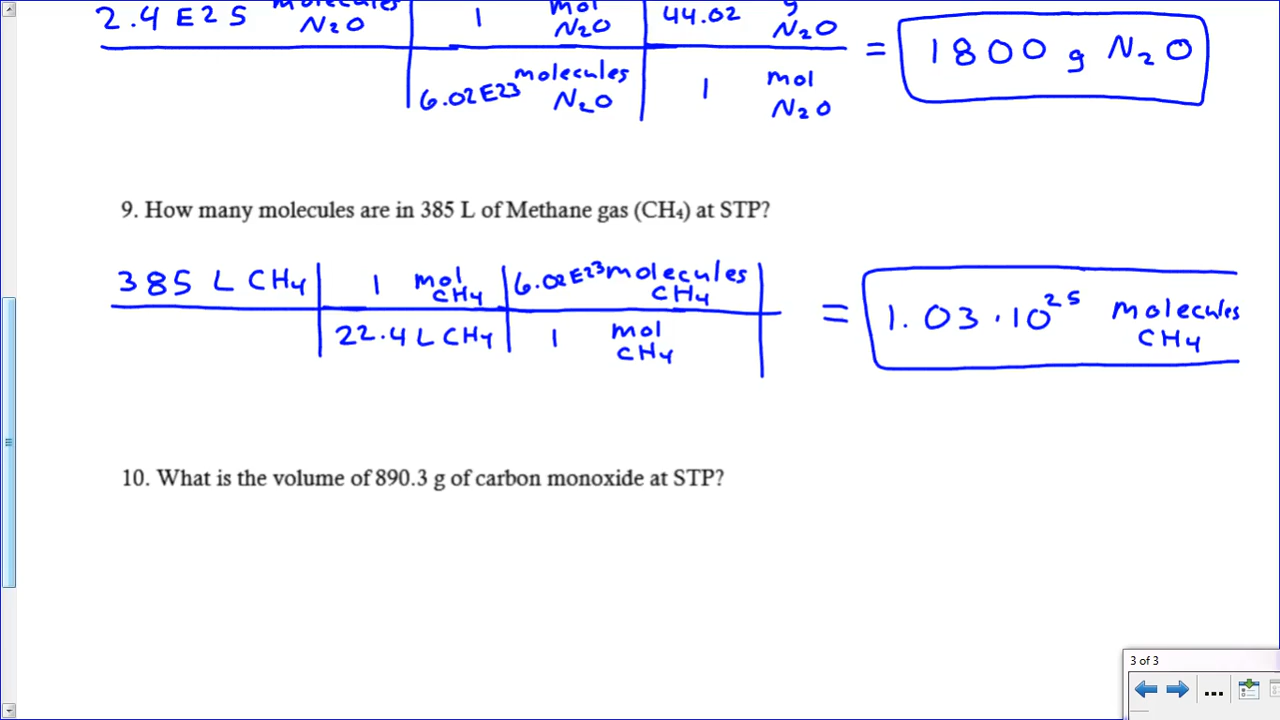 2.4 E25 molecules N₂O | 1 mol N₂O | 44.02 g N₂O
6.02E23 molecules N₂O | 1 mol N₂O = 1800 g N₂O
9. How many molecules are in 385 L of Methane gas (CH₄) at STP?
385 L CH₄ | 1 mol CH₄ | 6.02E23 molecules CH₄
22.4 L CH₄ | 1 mol CH₄ = 1.03·10²⁵ molecules CH₄
10. What is the volume of 890.3 g of carbon monoxide at STP?
3 of 3